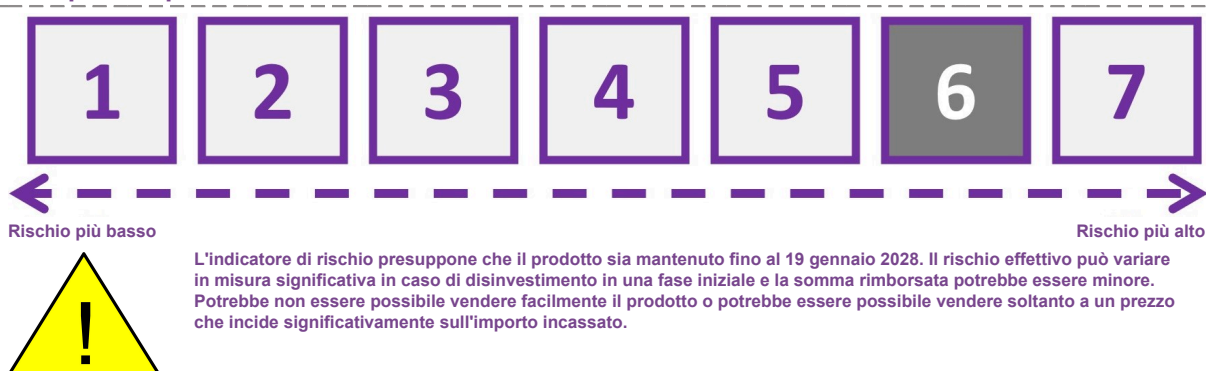 1 2 3 4 5 6 7
Rischio più basso Rischio più alto
L'indicatore di rischio presuppone che il prodotto sia mantenuto fino al 19 gennaio 2028. Il rischio effettivo può variare
in misura significativa in caso di disinvestimento in una fase iniziale e la somma rimborsata potrebbe essere minore.
Potrebbe non essere possibile vendere facilmente il prodotto o potrebbe essere possibile vendere soltanto a un prezzo
che incide significativamente sull'importo incassato.
!